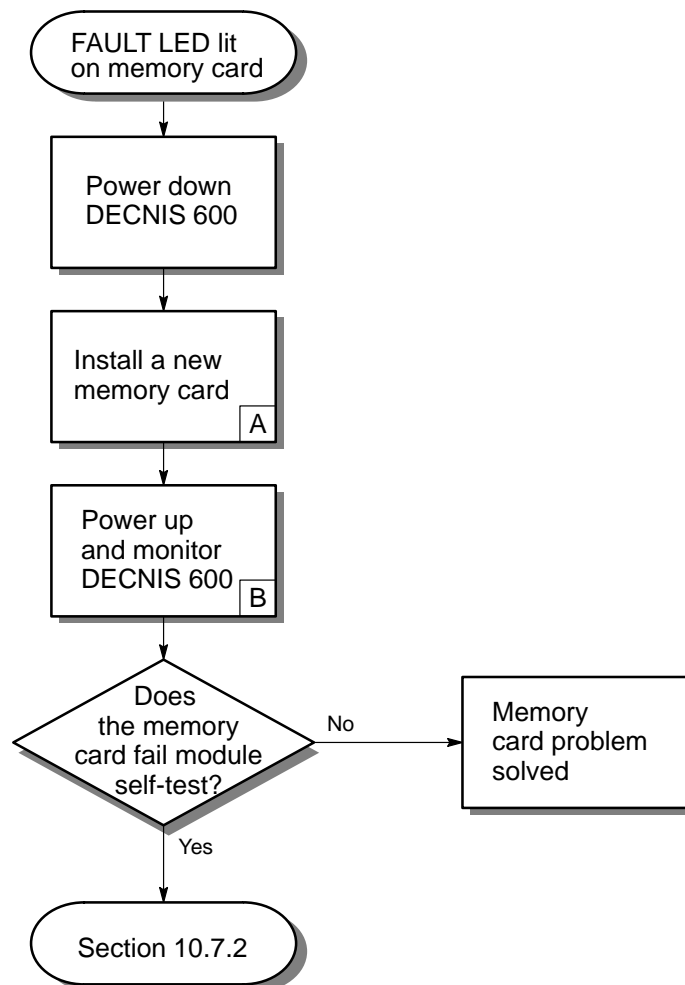 FAULT LED lit
on memory card
Power down
DECNIS 600
Install a new
memory card
A
Power up
and monitor
DECNIS 600
B
Does
the memory
card fail module
self-test?
No
Memory
card problem
solved
Yes
Section 10.7.2